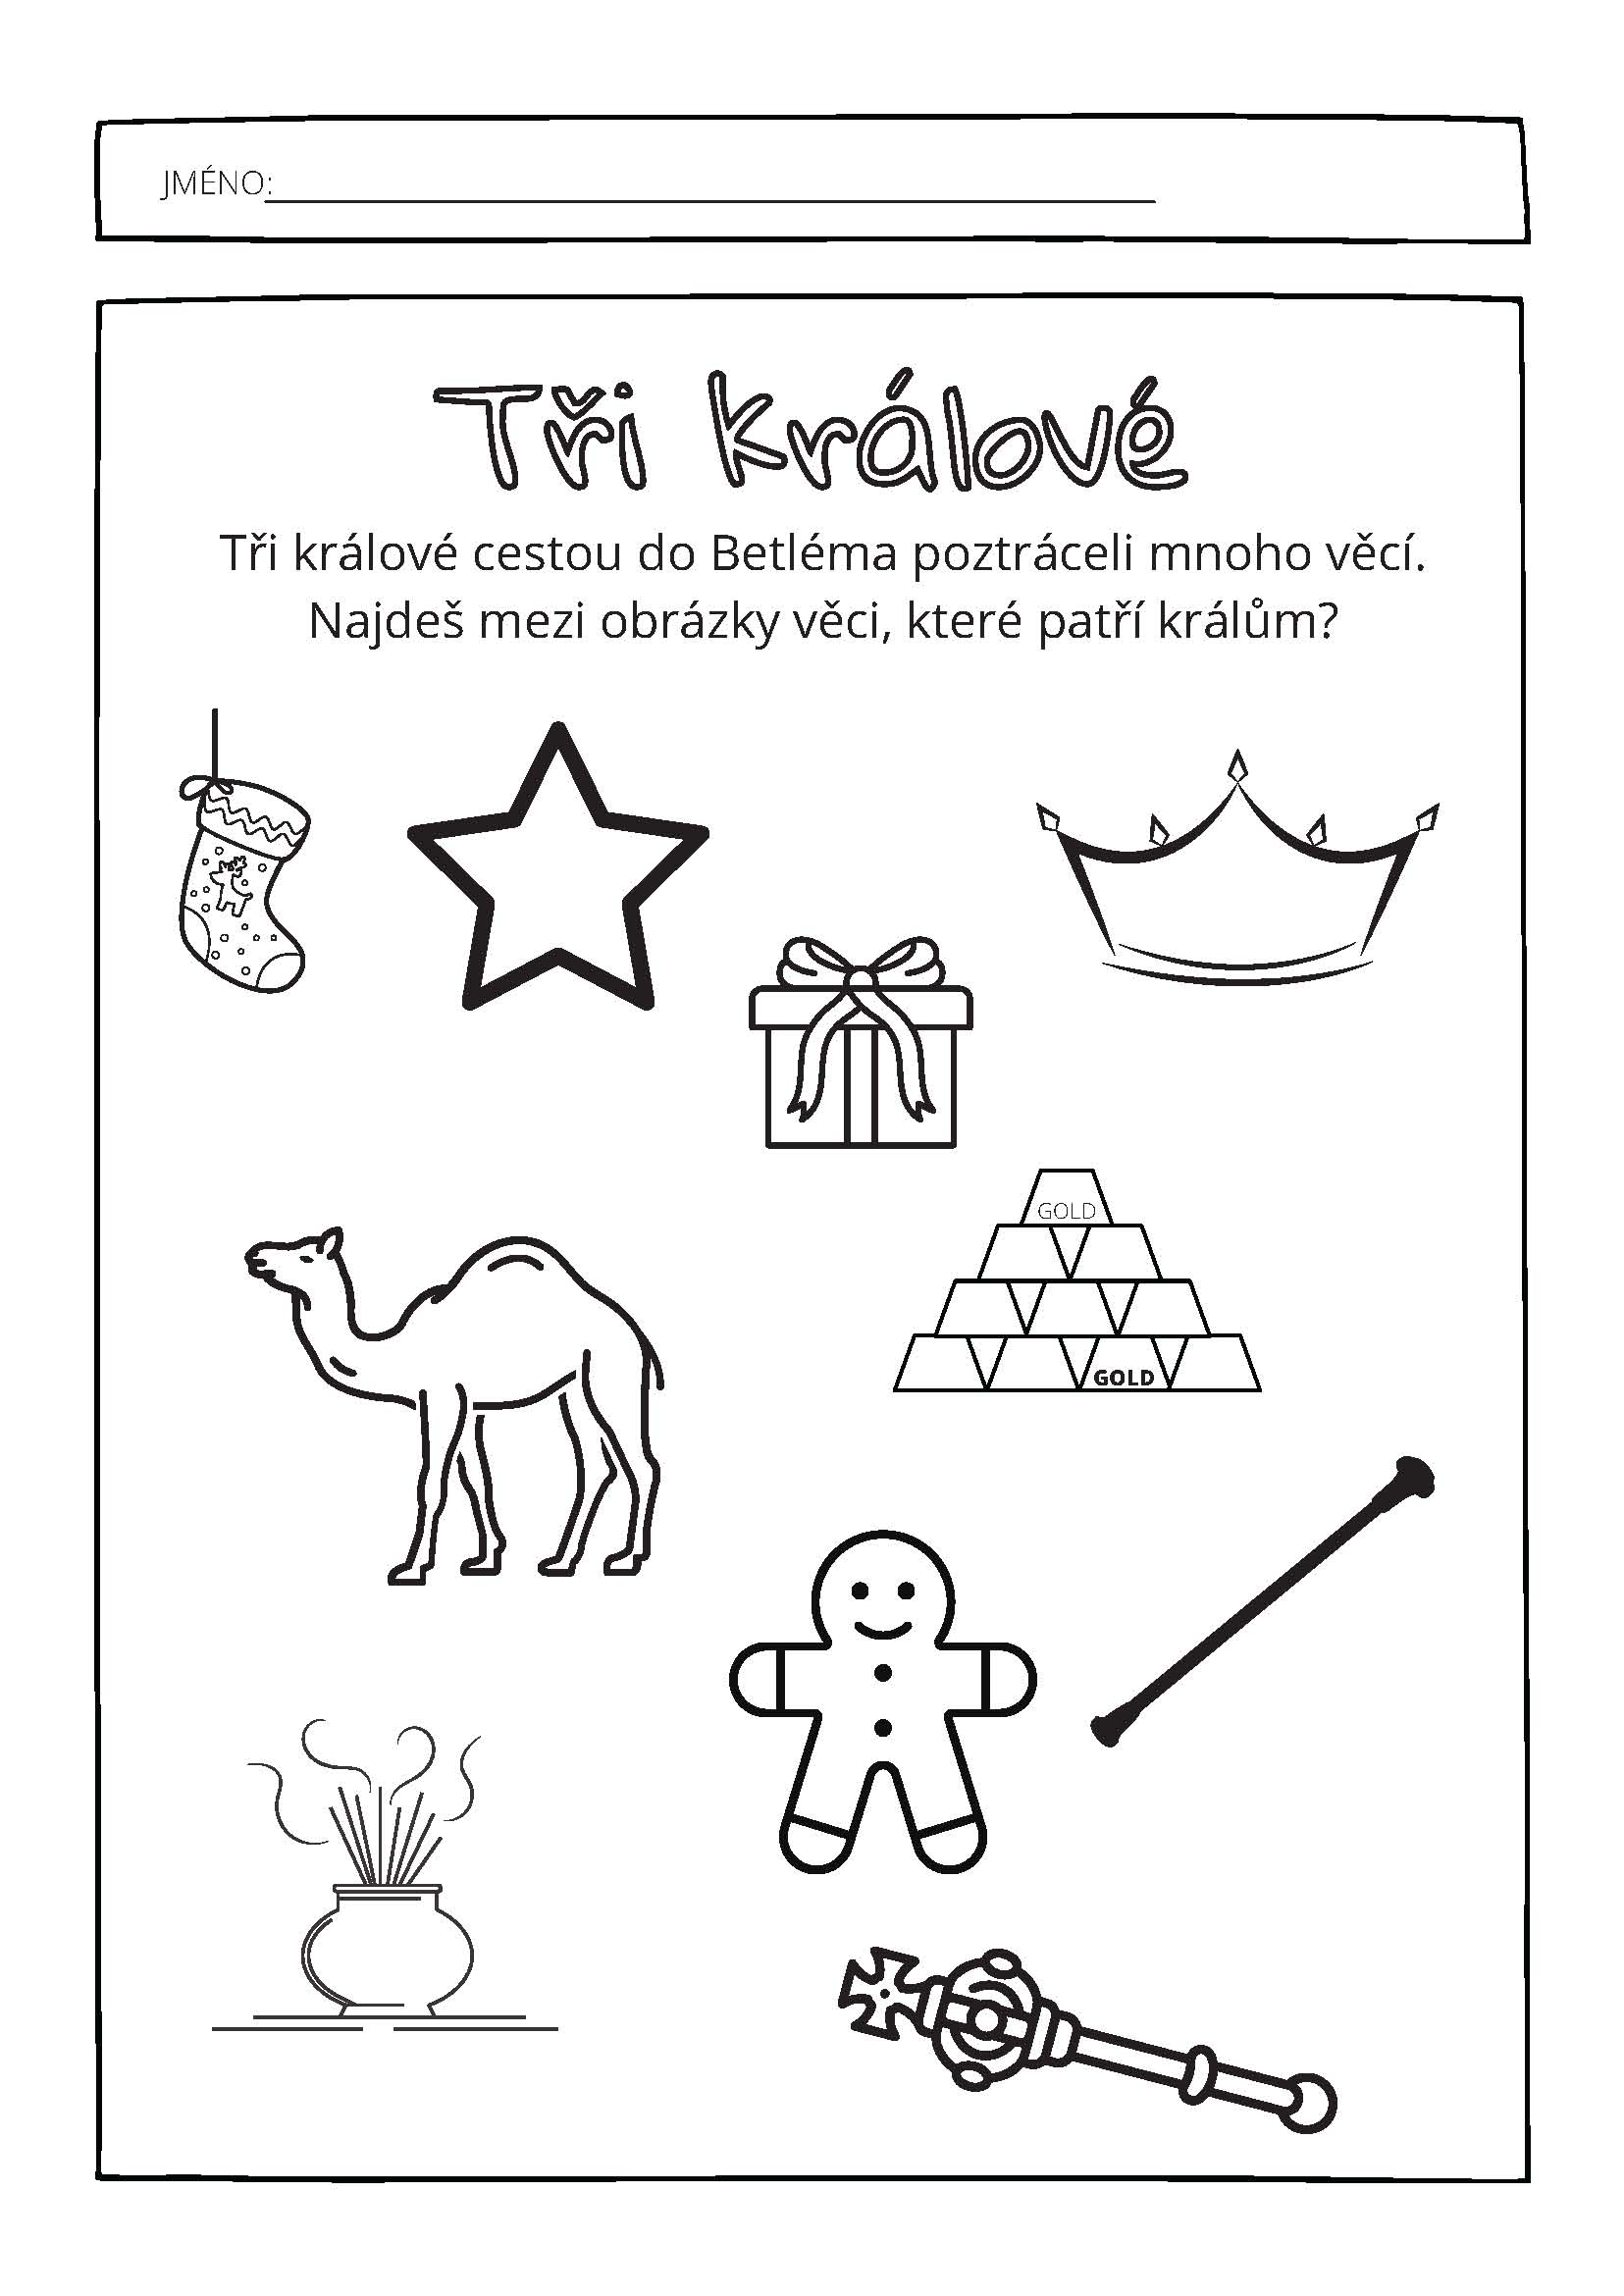 JMÉNO:
Tři králové
Tři králové cestou do Betléma poztráceli mnoho věcí.
Najdeš mezi obrázky věci, které patří králům?
GOLD
GOLD